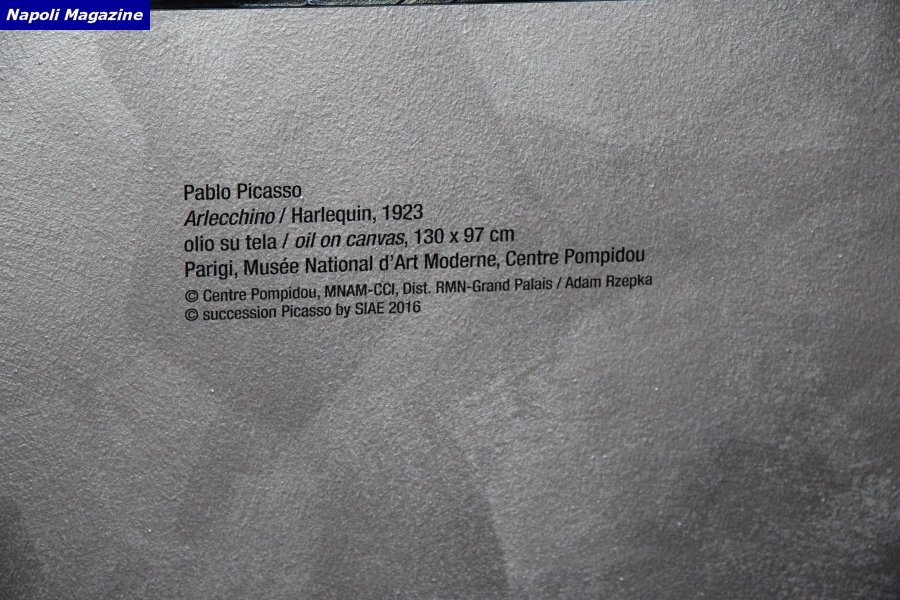 Napoli Magazine
Pablo Picasso
Arlecchino / Harlequin, 1923
olio su tela / oil on canvas, 130 x 97 cm
Parigi, Musée National d'Art Moderne, Centre Pompidou
© Centre Pompidou, MNAM-CCI, Dist. RMN-Grand Palais / Adam Rzepka
© succession Picasso by SIAE 2016